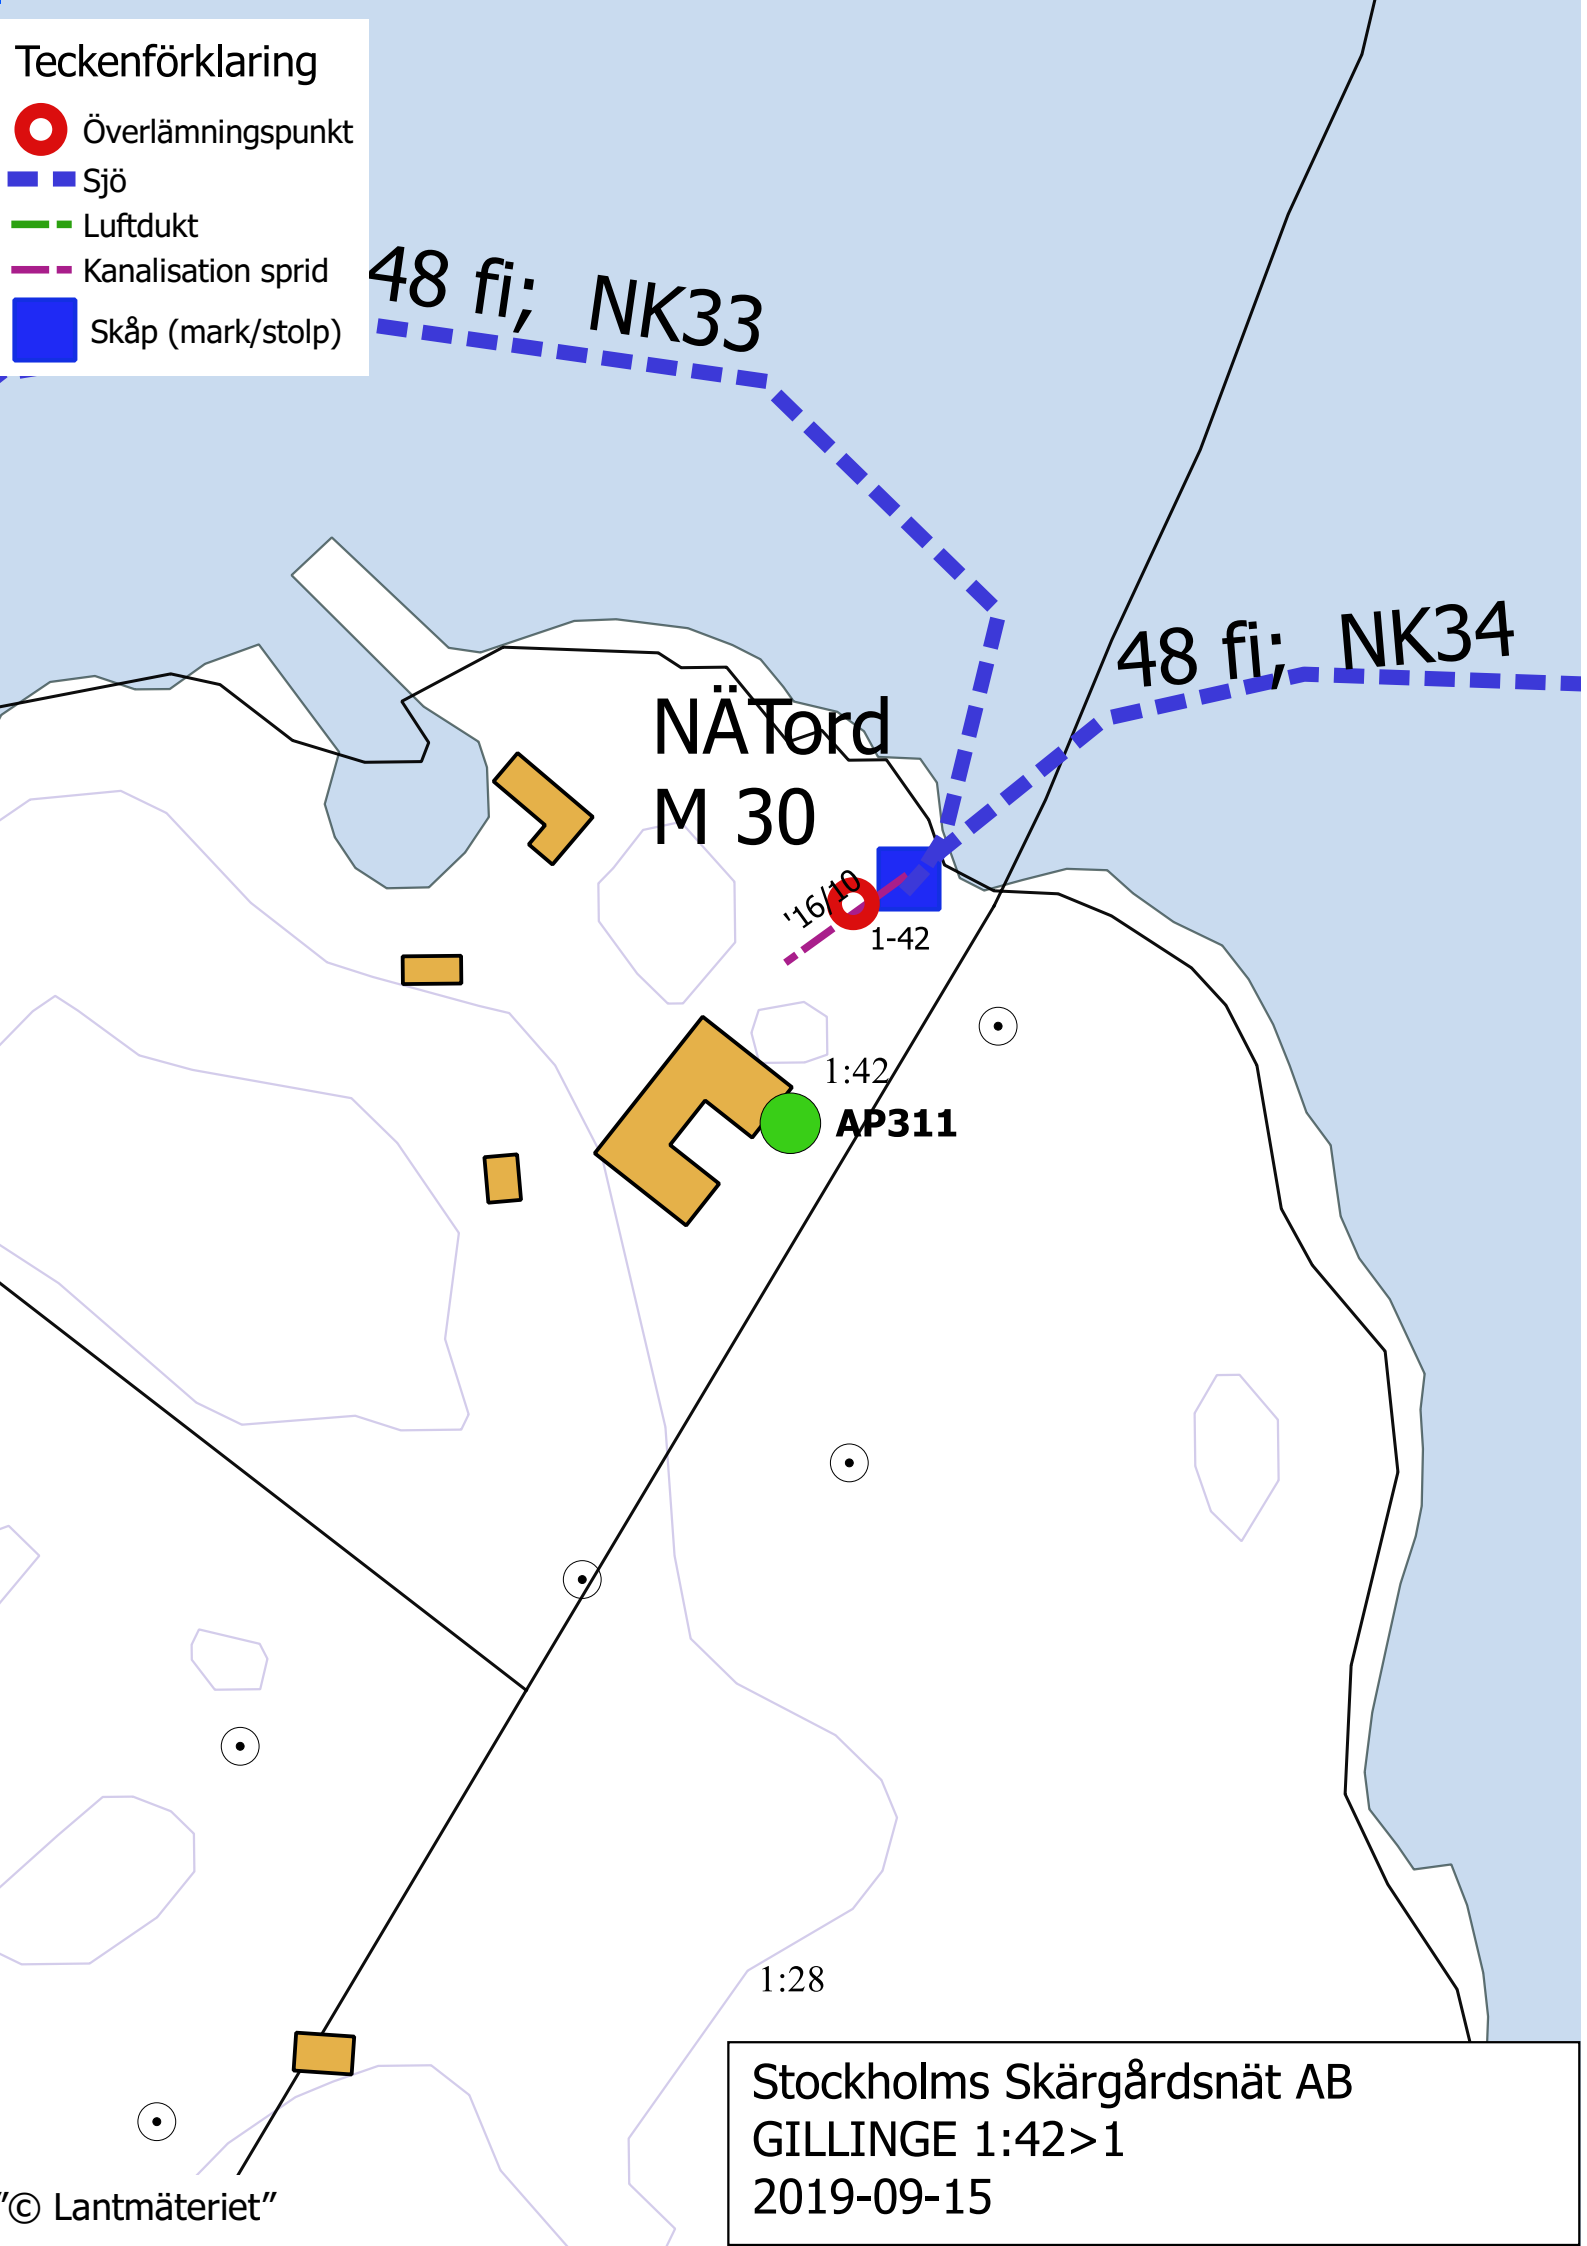 Teckenförklaring
Överlämningspunkt
Sjö
Luftdukt
Kanalisation sprid
Skåp (mark/stolp)
48 fi; NK33
48 fi; NK34
NÄTord
M 30
'16/10
1-42
1:42
AP311
1:28
Stockholms Skärgårdsnät AB
GILLINGE 1:42>1
2019-09-15
"© Lantmäteriet"